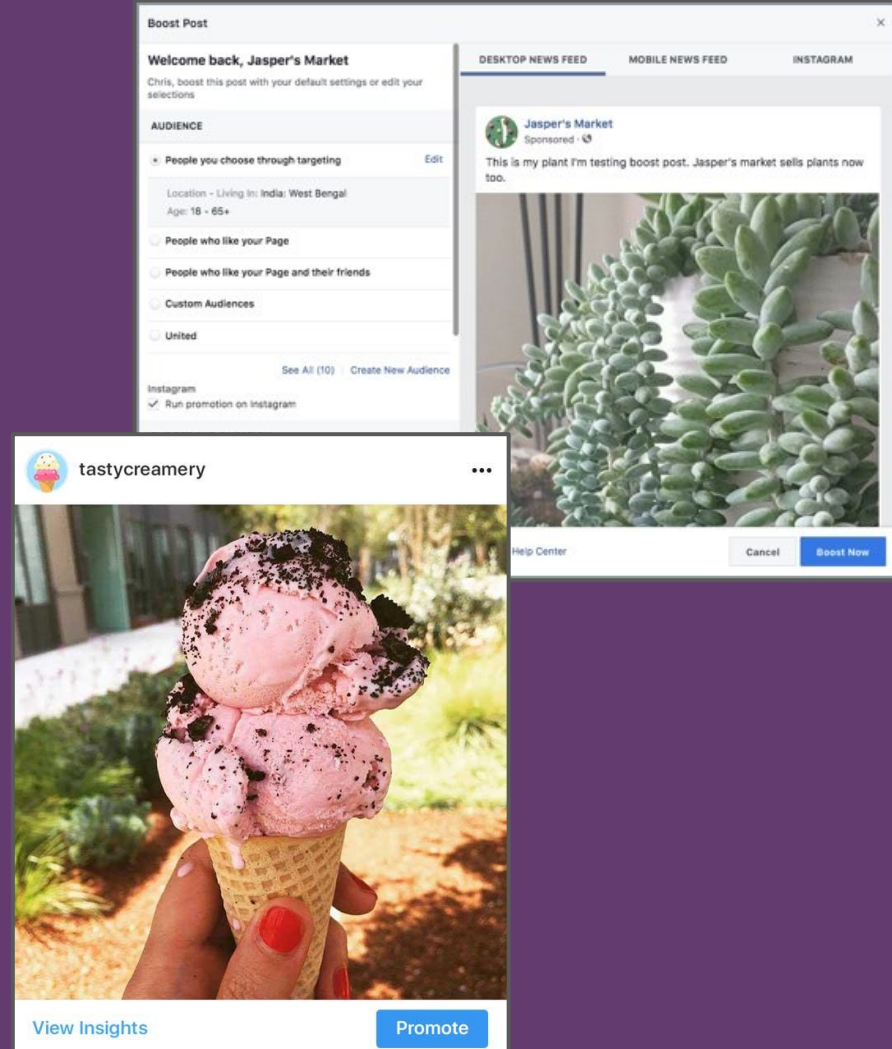 Boost Post
Welcome back, Jasper's Market
Chris, boost this post with your default settings or edit your
selections
AUDIENCE
People you choose through targeting
Edit
Location - Living In: India: West Bengal
Age: 18 - 65+
People who like your Page
People who like your Page and their friends
Custom Audiences
United
See All (10)
Create New Audience
Instagram
Run promotion on Instagram
DESKTOP NEWS FEED
MOBILE NEWS FEED
INSTAGRAM
Jasper's Market
Sponsored ·
This is my plant I'm testing boost post. Jasper's market sells plants now
too.
Help Center
Cancel
Boost Now
tastycreamery
View Insights
Promote